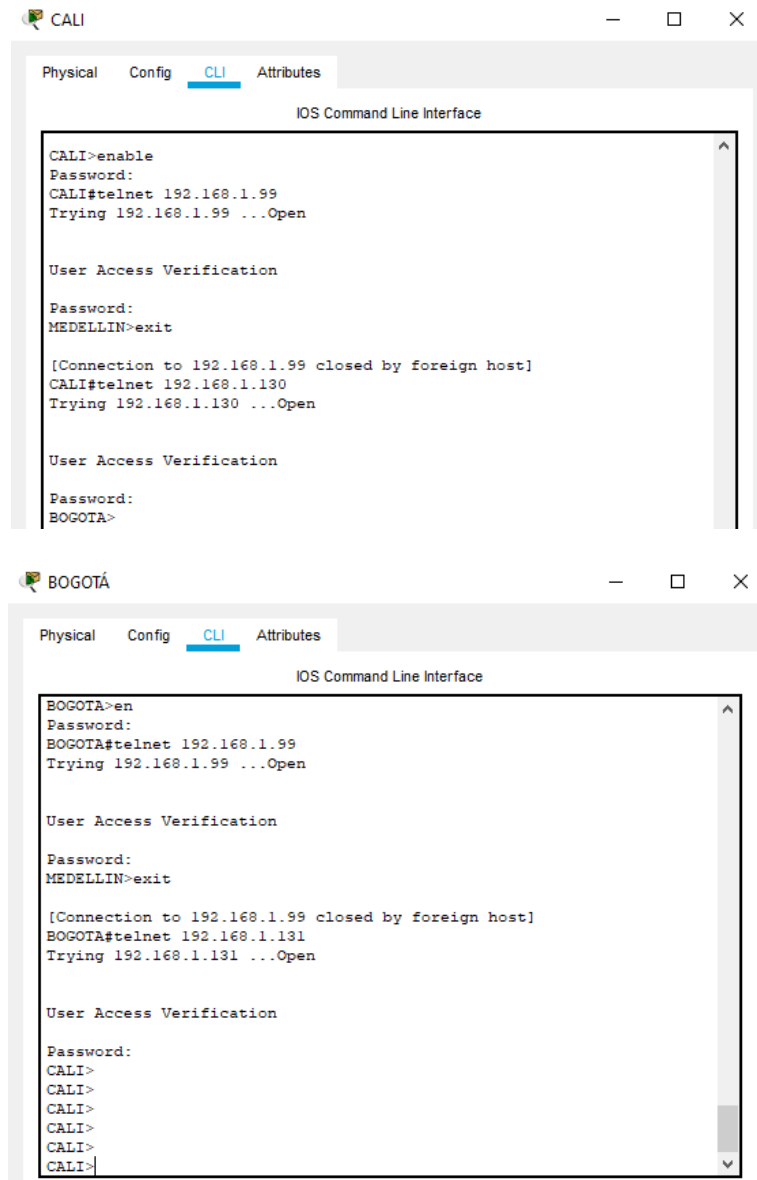 CALI
Physical Config CLI Attributes
IOS Command Line Interface
CALI>enable
Password:
CALI#telnet 192.168.1.99
Trying 192.168.1.99 ...Open
User Access Verification
Password:
MEDELLIN>exit
[Connection to 192.168.1.99 closed by foreign host]
CALI#telnet 192.168.1.130
Trying 192.168.1.130 ...Open
User Access Verification
Password:
BOGOTA>
BOGOTÁ
Physical Config CLI Attributes
IOS Command Line Interface
BOGOTA>en
Password:
BOGOTA#telnet 192.168.1.99
Trying 192.168.1.99 ...Open
User Access Verification
Password:
MEDELLIN>exit
[Connection to 192.168.1.99 closed by foreign host]
BOGOTA#telnet 192.168.1.131
Trying 192.168.1.131 ...Open
User Access Verification
Password:
CALI>
CALI>
CALI>
CALI>
CALI>
CALI>